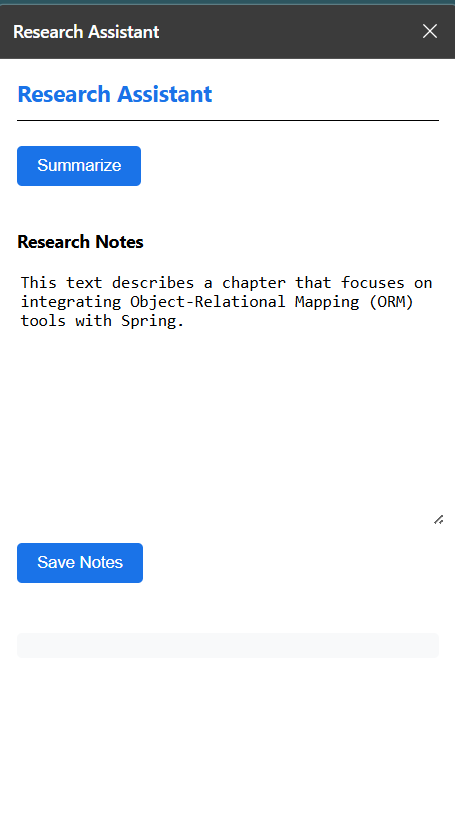 Research Assistant
Research Assistant
Summarize
Research Notes
This text describes a chapter that focuses on
integrating Object-Relational Mapping (ORM)
tools with Spring.
Save Notes